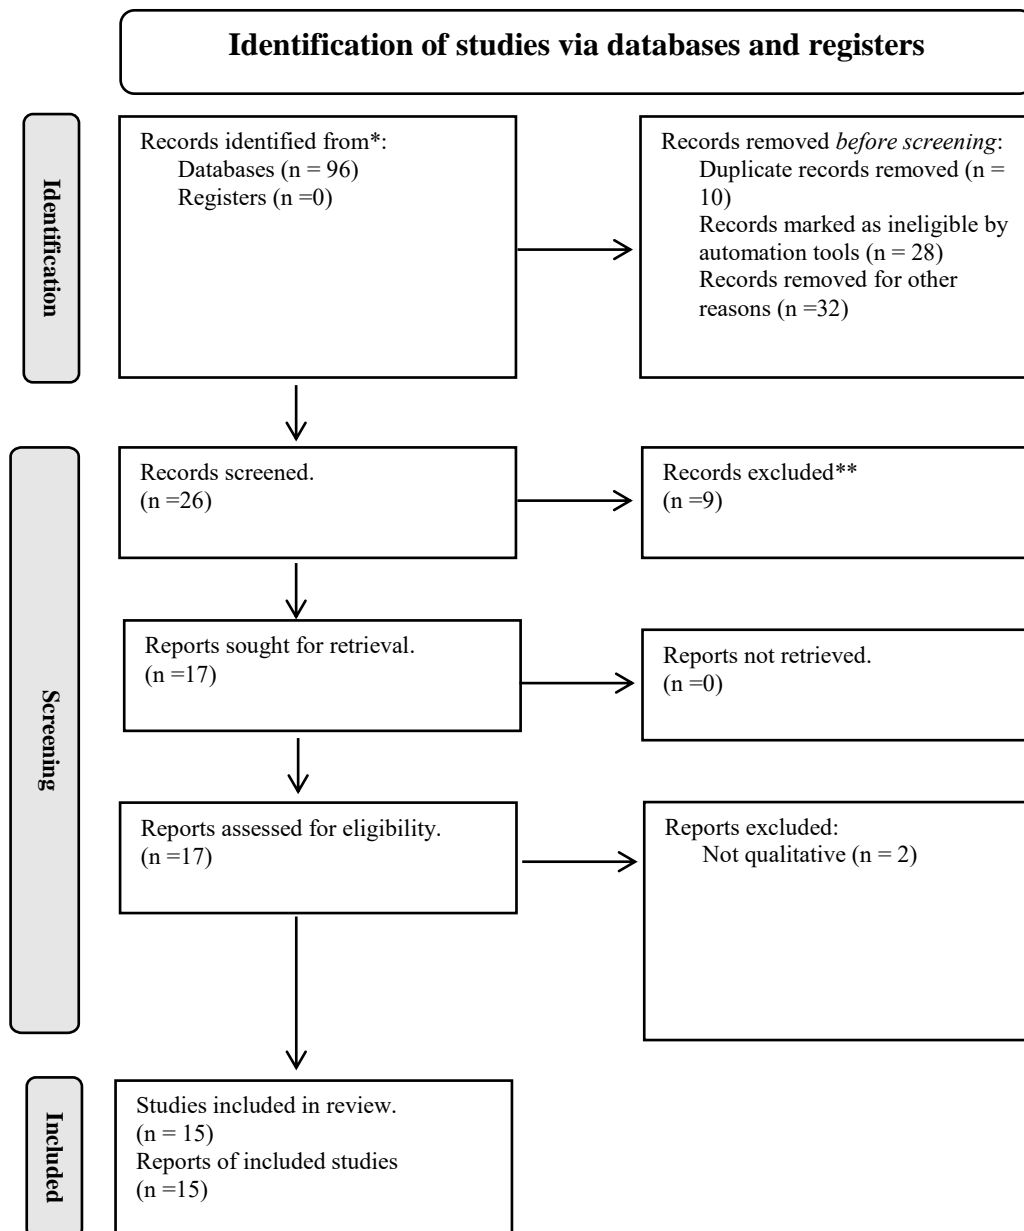 Identification of studies via databases and registers
Identification
Records identified from*:
Databases (n = 96)
Registers (n =0)
Records removed before screening:
Duplicate records removed (n =
10)
Records marked as ineligible by
automation tools (n = 28)
Records removed for other
reasons (n =32)
Screening
Records screened.
(n =26)
Records excluded**
(n =9)
Reports sought for retrieval.
(n =17)
Reports not retrieved.
(n =0)
Reports assessed for eligibility.
(n =17)
Reports excluded:
Not qualitative (n = 2)
Included
Studies included in review.
(n = 15)
Reports of included studies
(n =15)